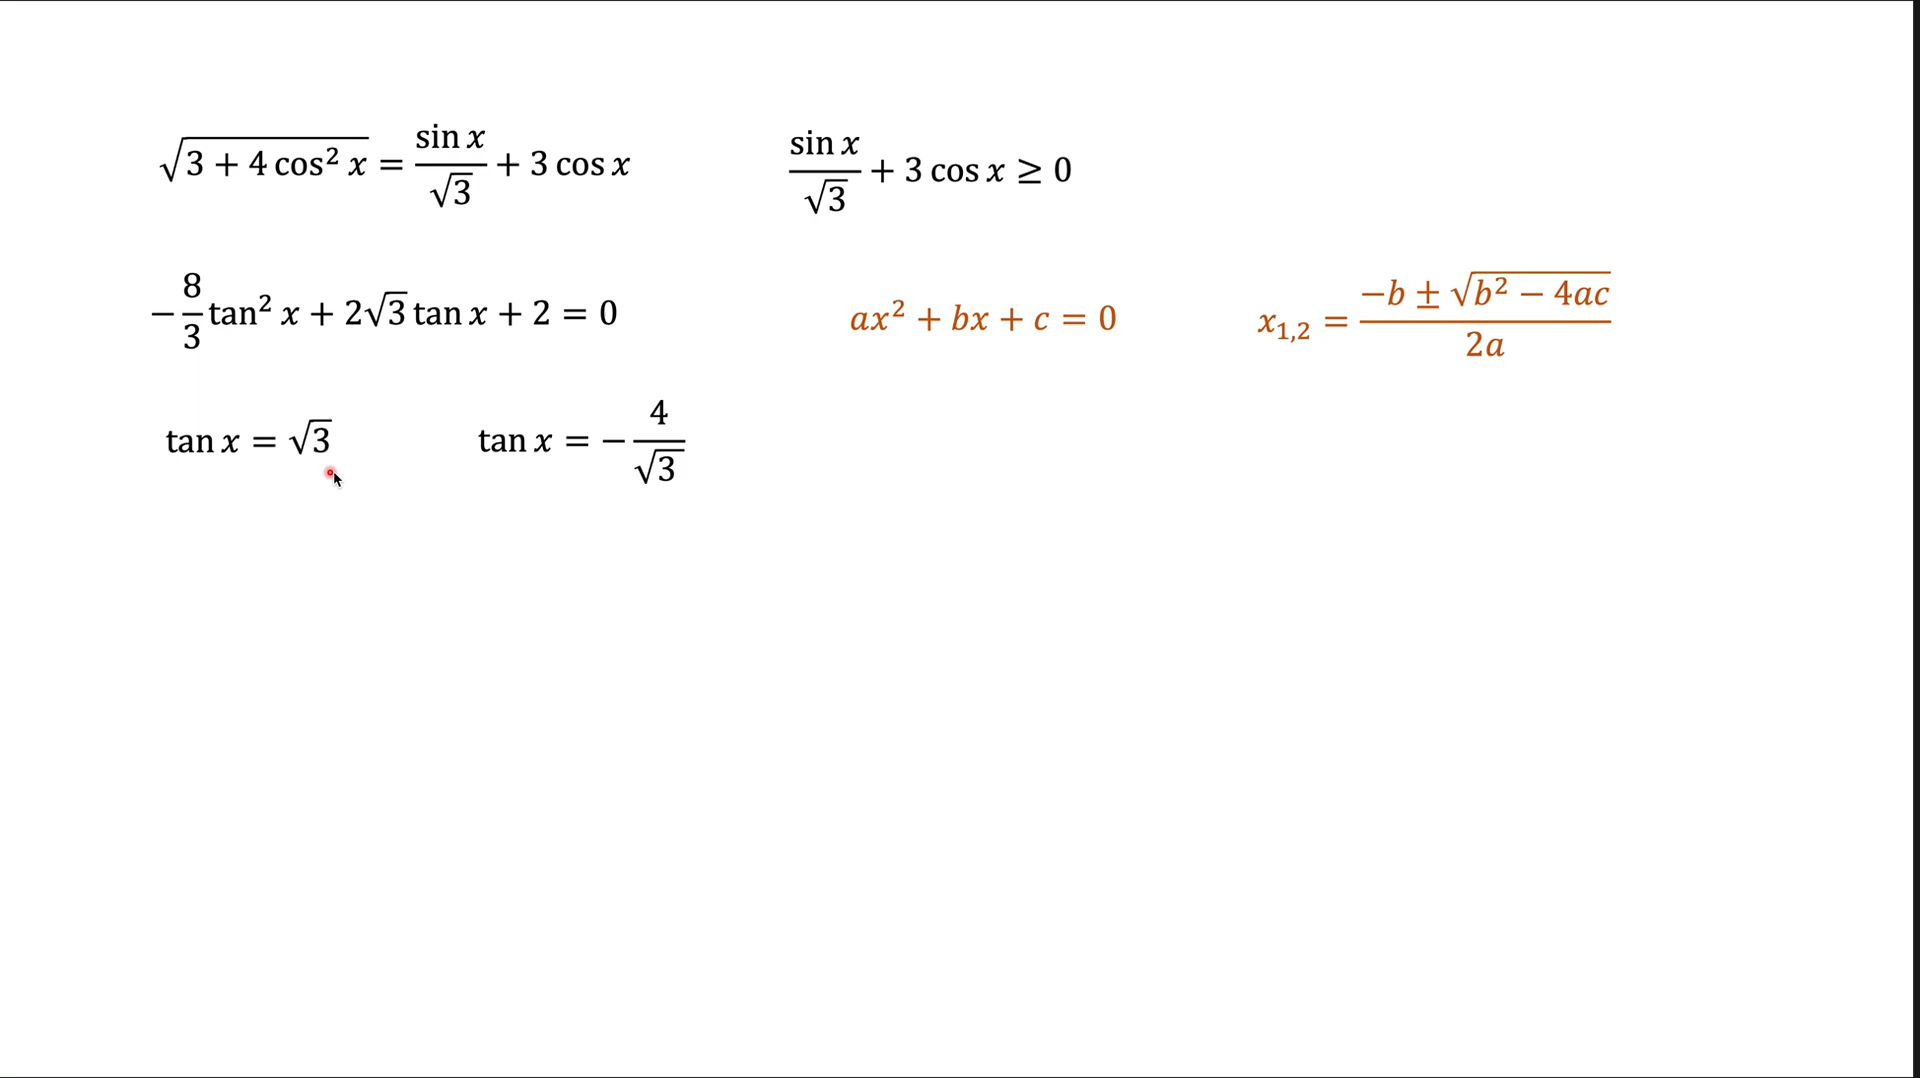 √(3 + 4 cos² x) = sin x / √3 + 3 cos x    sin x / √3 + 3 cos x ≥ 0
−8/3 tan² x + 2√3 tan x + 2 = 0    ax² + bx + c = 0    x₁,₂ = (−b ± √(b² − 4ac)) / 2a
tan x = √3    tan x = −4/√3